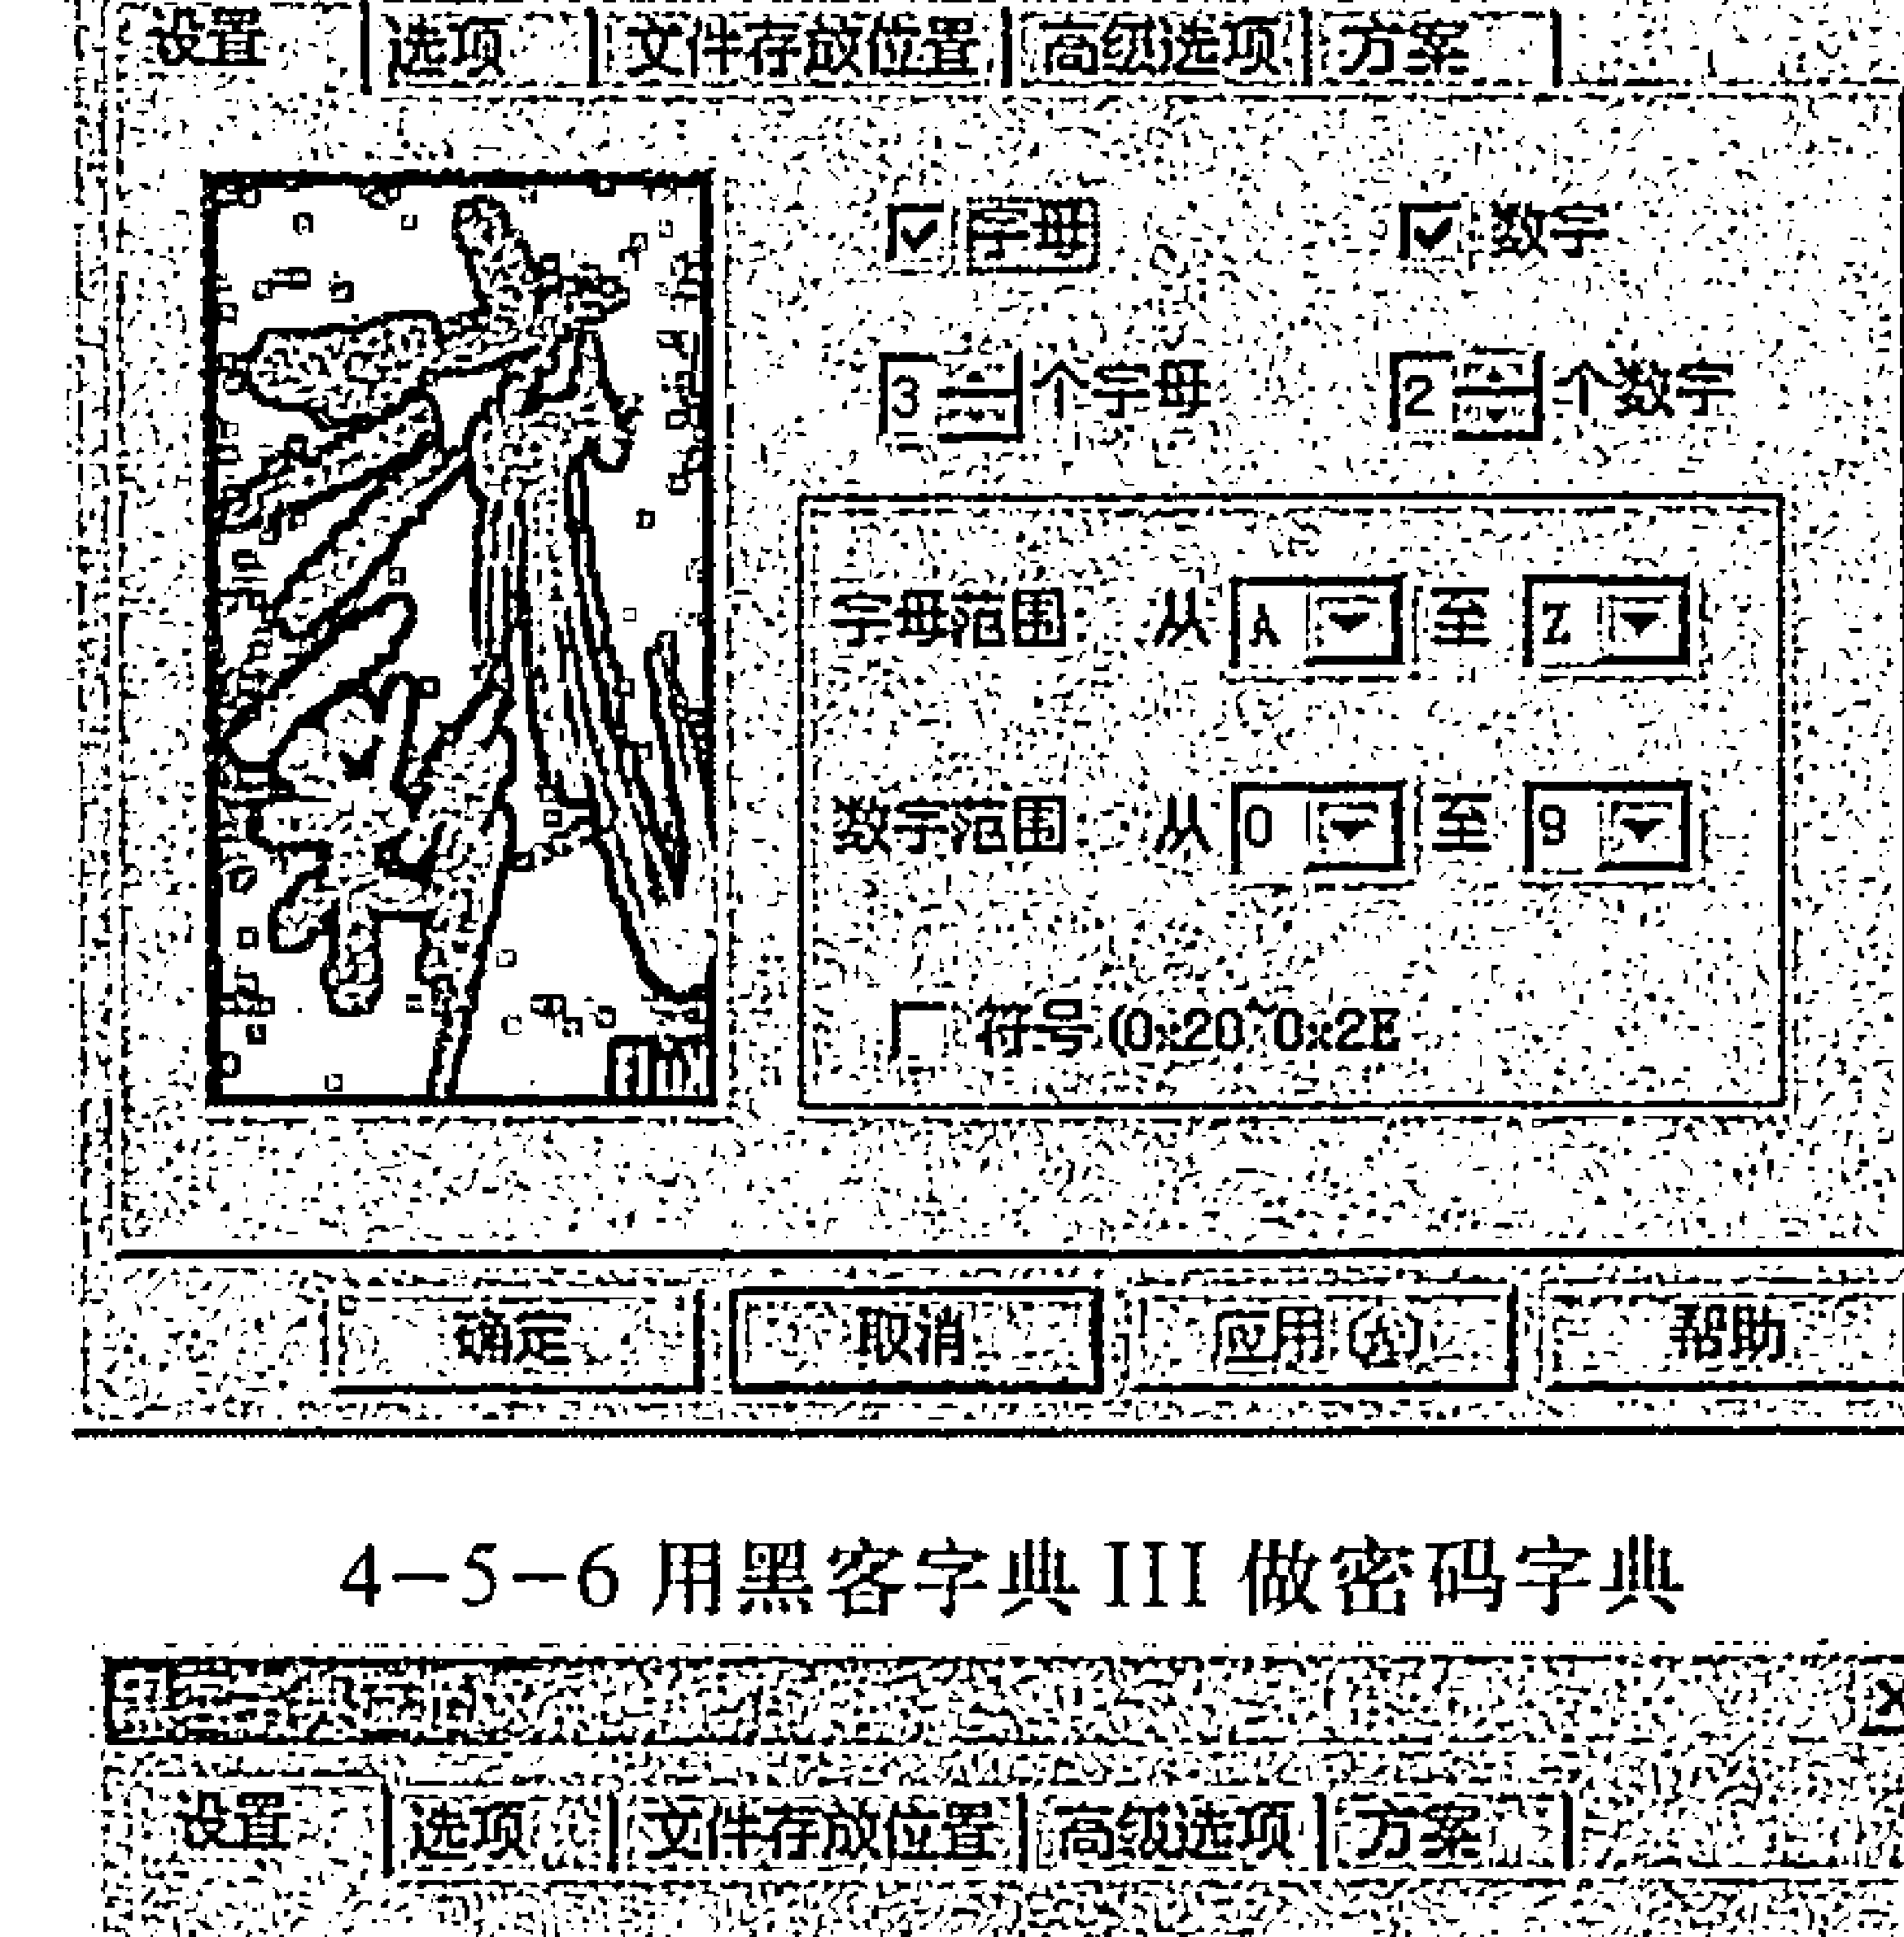 设置 选项 文件存放位置 高级选项 方案
字母 数字
3 个字母 2 个数字
字母范围 从 A 至 Z
数字范围 从 0 至 9
符号(0x20~0x2E
确定 取消 应用(A) 帮助
4-5-6 用黑客字典 III 做密码字典
设置 选项 文件存放位置 高级选项 方案